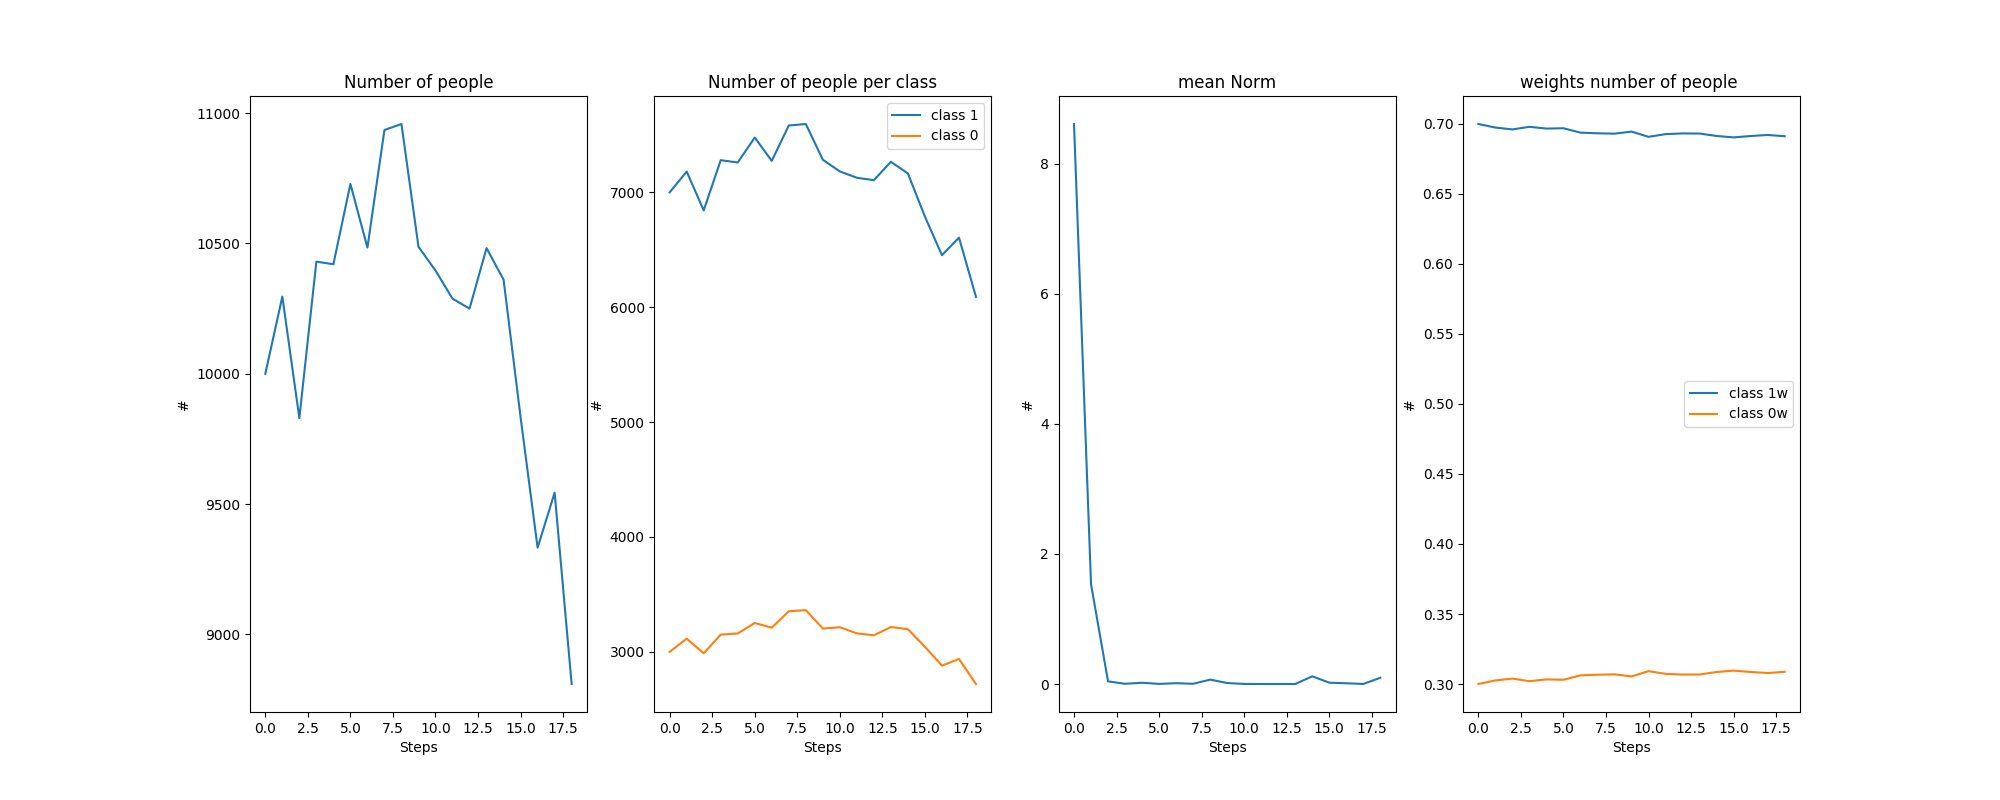 Number of people
11000
10500
10000
9500
9000
#
0.0 2.5 5.0 7.5 10.0 12.5 15.0 17.5
Steps
Number of people per class
class 1
class 0
7000
6000
5000
4000
3000
#
0.0 2.5 5.0 7.5 10.0 12.5 15.0 17.5
Steps
mean Norm
8
6
4
2
0
#
0.0 2.5 5.0 7.5 10.0 12.5 15.0 17.5
Steps
weights number of people
0.70
0.65
0.60
0.55
0.50
0.45
0.40
0.35
0.30
#
class 1w
class 0w
0.0 2.5 5.0 7.5 10.0 12.5 15.0 17.5
Steps